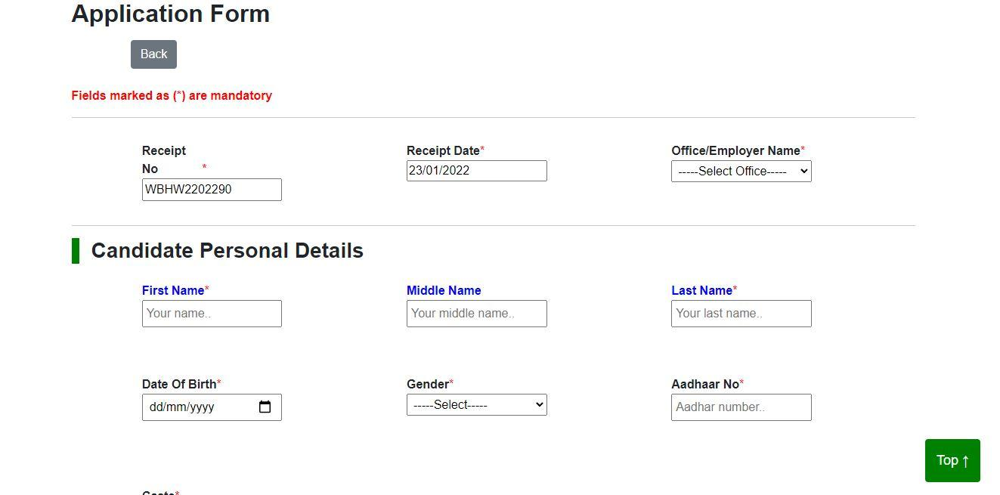 Application Form
Back
Fields marked as (*) are mandatory
Receipt
No *
WBHW2202290
Receipt Date*
23/01/2022
Office/Employer Name*
-----Select Office-----
Candidate Personal Details
First Name*
Your name..
Middle Name
Your middle name..
Last Name*
Your last name..
Date Of Birth*
dd/mm/yyyy
Gender*
-----Select-----
Aadhaar No*
Aadhar number..
Top ↑